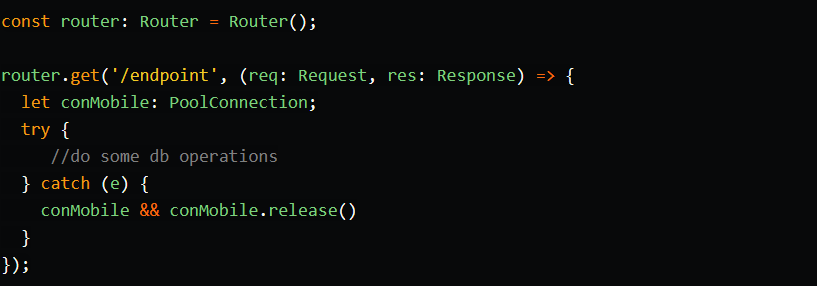 const router: Router = Router();
router.get('/endpoint', (req: Request, res: Response) => {
let conMobile: PoolConnection;
try {
//do some db operations
} catch (e) {
conMobile && conMobile.release()
}
});